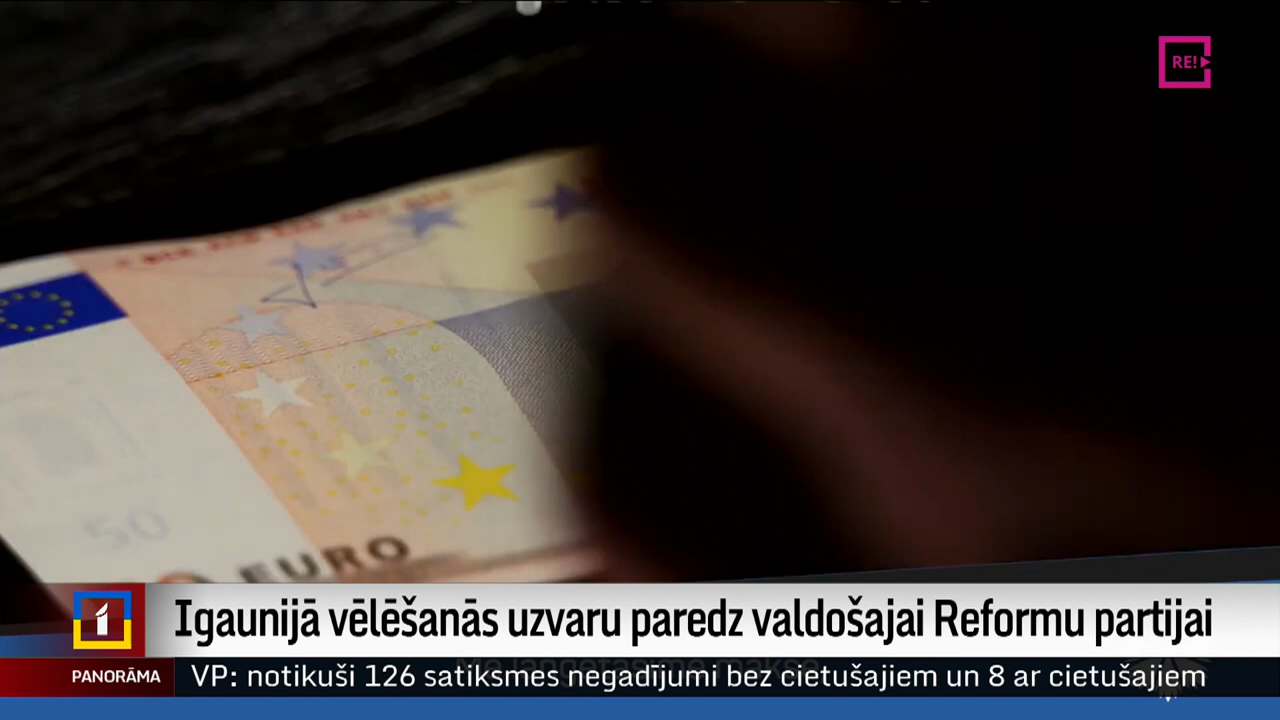 RE!
50
EURO
Igaunijā vēlēšanās uzvaru paredz valdošajai Reformu partijai
1
PANORĀMA
VP: notikuši 126 satiksmes negadījumi bez cietušajiem un 8 ar cietušajiem